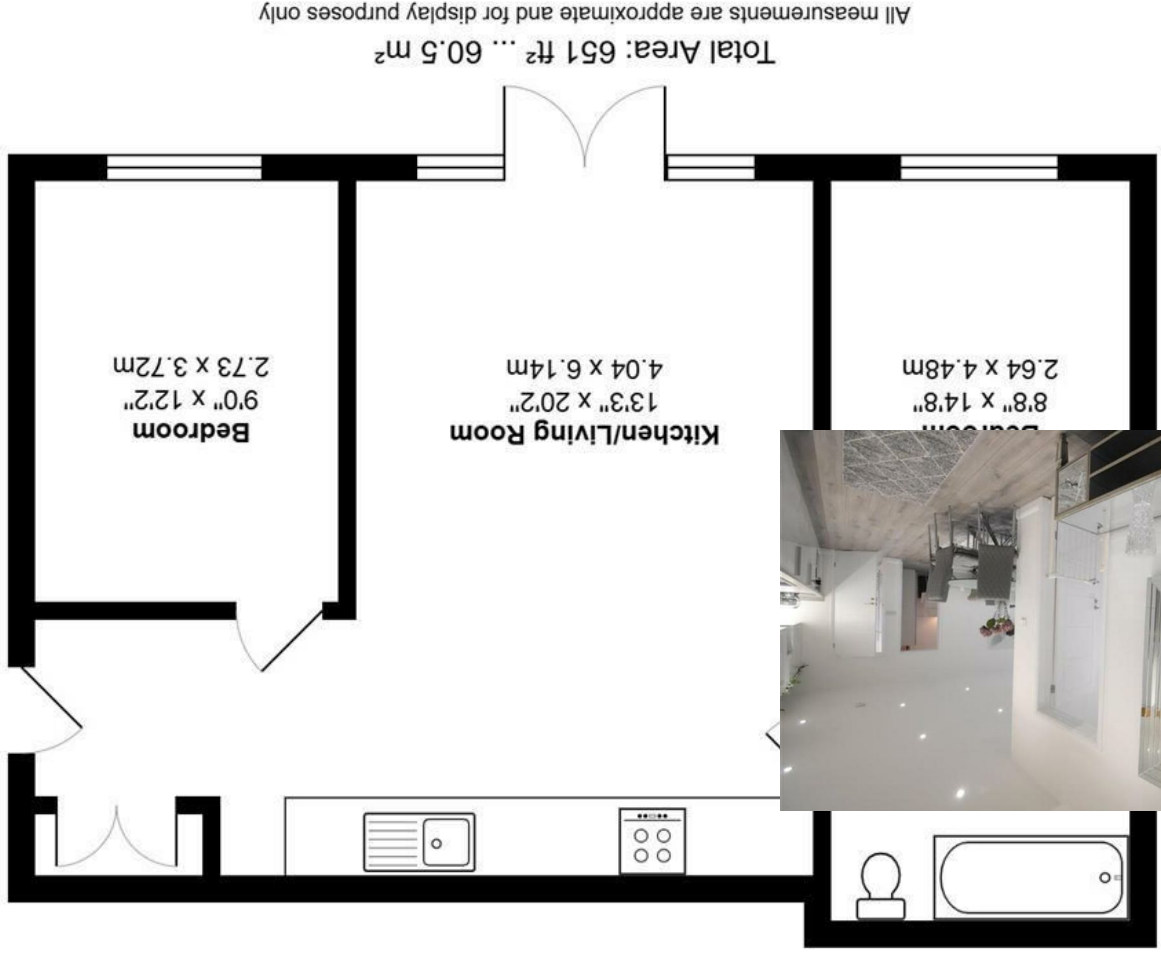 Bedroom
8'8" x 14'8"
2.64 x 4.48m
Kitchen/Living Room
13'3" x 20'2"
4.04 x 6.14m
Bedroom
9'0" x 12'2"
2.73 x 3.72m
Total Area: 651 ft² ... 60.5 m²
All measurements are approximate and for display purposes only